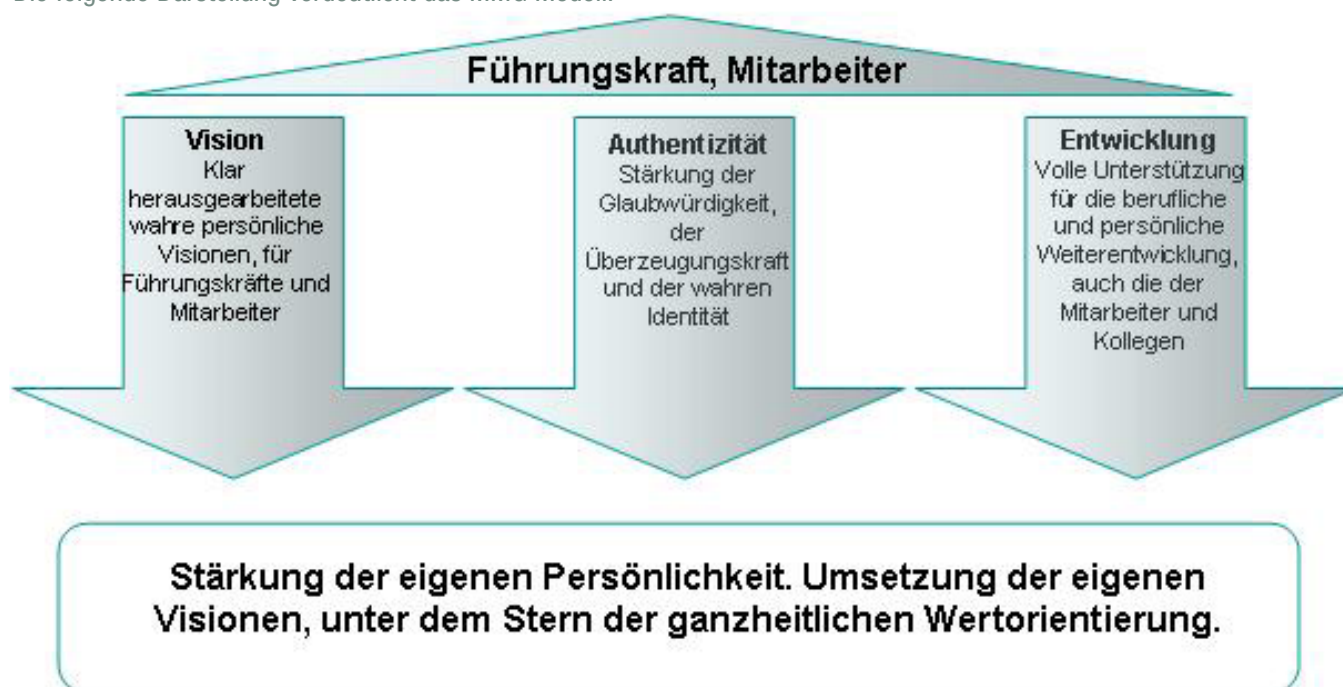 Führungskraft, Mitarbeiter
Vision
Klar
herausgearbeitete
wahre persönliche
Visionen, für
Führungskräfte und
Mitarbeiter
Authentizität
Stärkung der
Glaubwürdigkeit,
der
Überzeugungskraft
und der wahren
Identität
Entwicklung
Volle Unterstützung
für die berufliche
und persönliche
Weiterentwicklung,
auch die der
Mitarbeiter und
Kollegen
Stärkung der eigenen Persönlichkeit. Umsetzung der eigenen
Visionen, unter dem Stern der ganzheitlichen Wertorientierung.